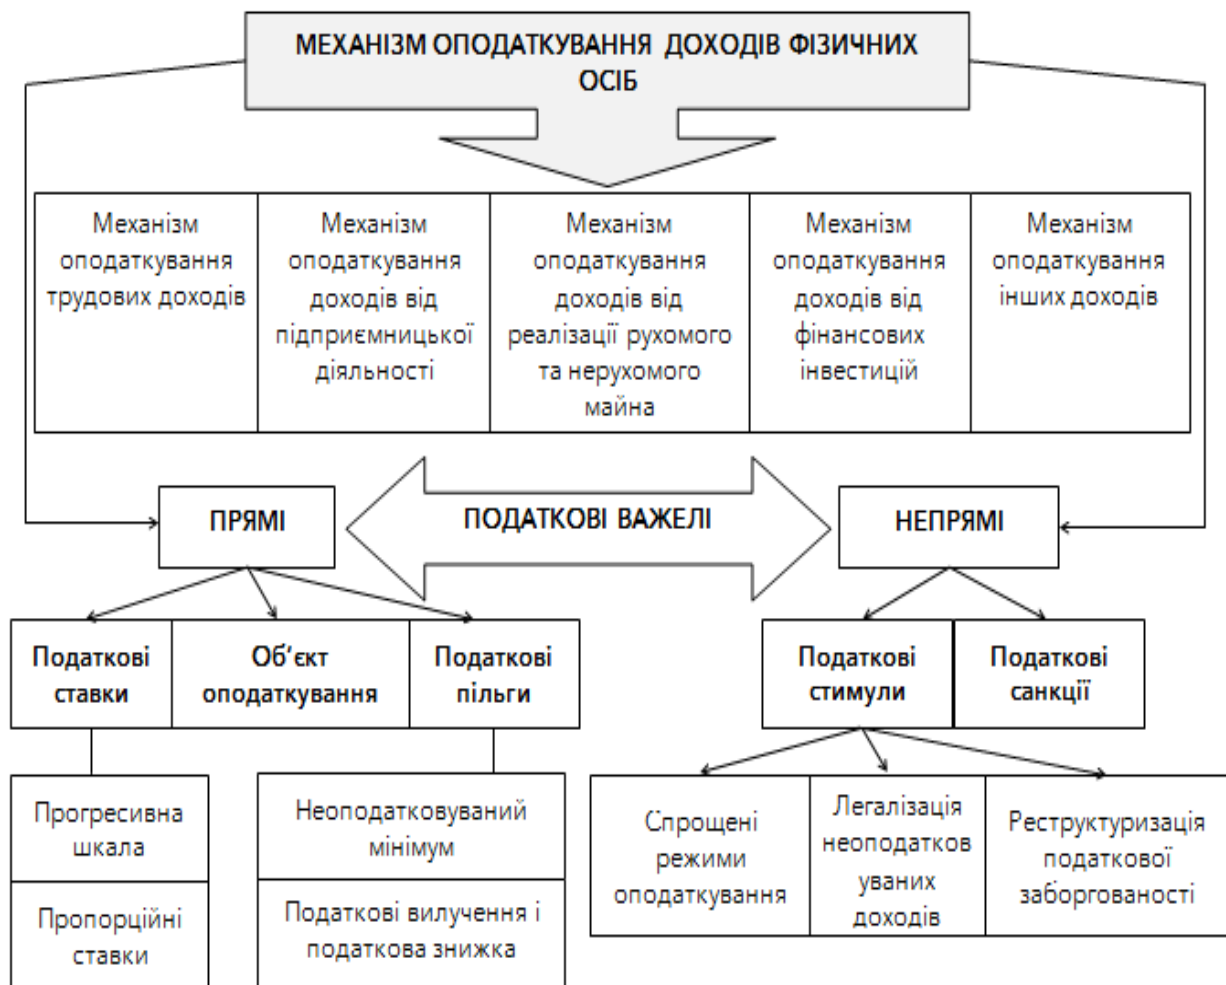 МЕХАНІЗМ ОПОДАТКУВАННЯ ДОХОДІВ ФІЗИЧНИХ
ОСІБ
Механізм
оподаткування
трудових доходів
Механізм
оподаткування
доходів від
підприємницької
діяльності
Механізм
оподаткування
доходів від
реалізації рухомого
та нерухомого
майна
Механізм
оподаткування
доходів від
фінансових
інвестицій
Механізм
оподаткування
інших доходів
ПРЯМІ
ПОДАТКОВІ ВАЖЕЛІ
НЕПРЯМІ
Податкові
ставки
Об‘єкт
оподаткування
Податкові
пільги
Податкові
стимули
Податкові
санкції
Прогресивна
шкала
Пропорційні
ставки
Неоподатковуваний
мінімум
Податкові вилучення і
податкова знижка
Спрощені
режими
оподаткування
Легалізація
неоподатков
уваних
доходів
Реструктуризація
податкової
заборгованості